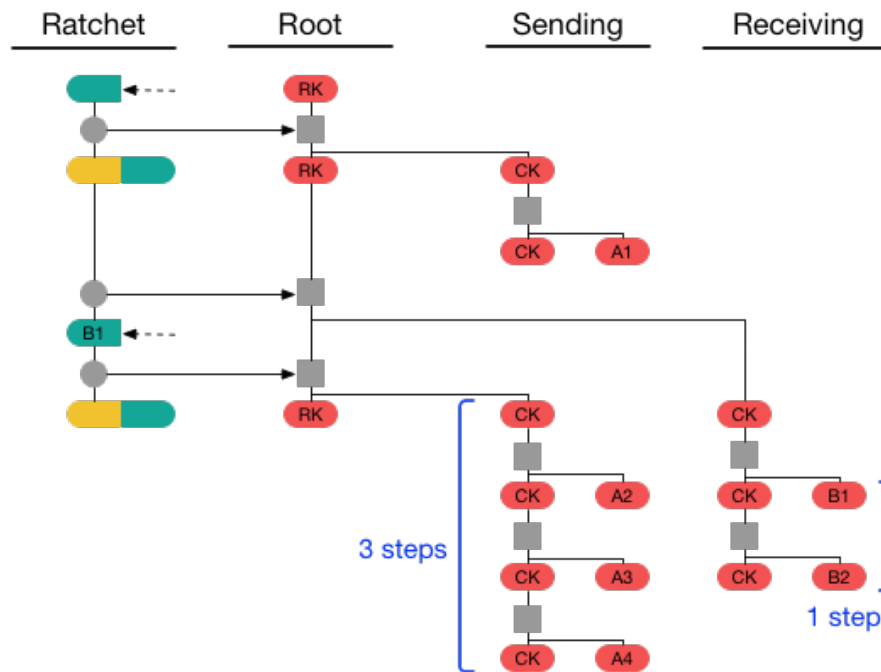 Ratchet Root Sending Receiving
RK
RK CK
CK A1
B1
RK CK CK
CK A2 CK B1
3 steps
CK A3 CK B2
1 step
CK A4